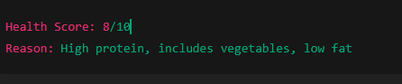 Health Score: 8/10
Reason: High protein, includes vegetables, low fat